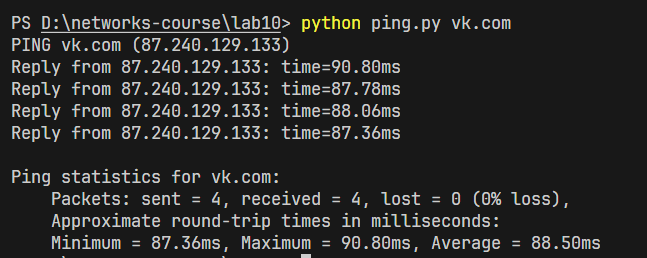 PS D:\networks-course\lab10> python ping.py vk.com
PING vk.com (87.240.129.133)
Reply from 87.240.129.133: time=90.80ms
Reply from 87.240.129.133: time=87.78ms
Reply from 87.240.129.133: time=88.06ms
Reply from 87.240.129.133: time=87.36ms

Ping statistics for vk.com:
    Packets: sent = 4, received = 4, lost = 0 (0% loss),
    Approximate round-trip times in milliseconds:
    Minimum = 87.36ms, Maximum = 90.80ms, Average = 88.50ms